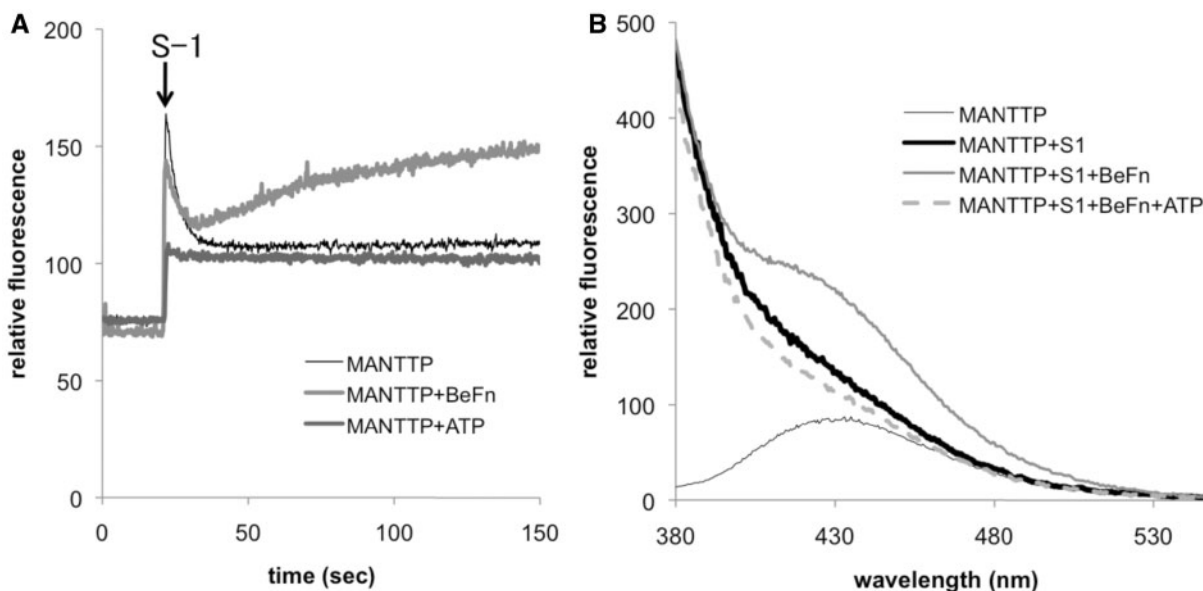 A
S-1
relative fluorescence
200
150
100
50
0
MANTTP
MANTTP+BeFn
MANTTP+ATP
0
50
100
150
time (sec)
B
relative fluorescence
500
400
300
200
100
0
MANTTP
MANTTP+S1
MANTTP+S1+BeFn
MANTTP+S1+BeFn+ATP
380
430
480
530
wavelength (nm)